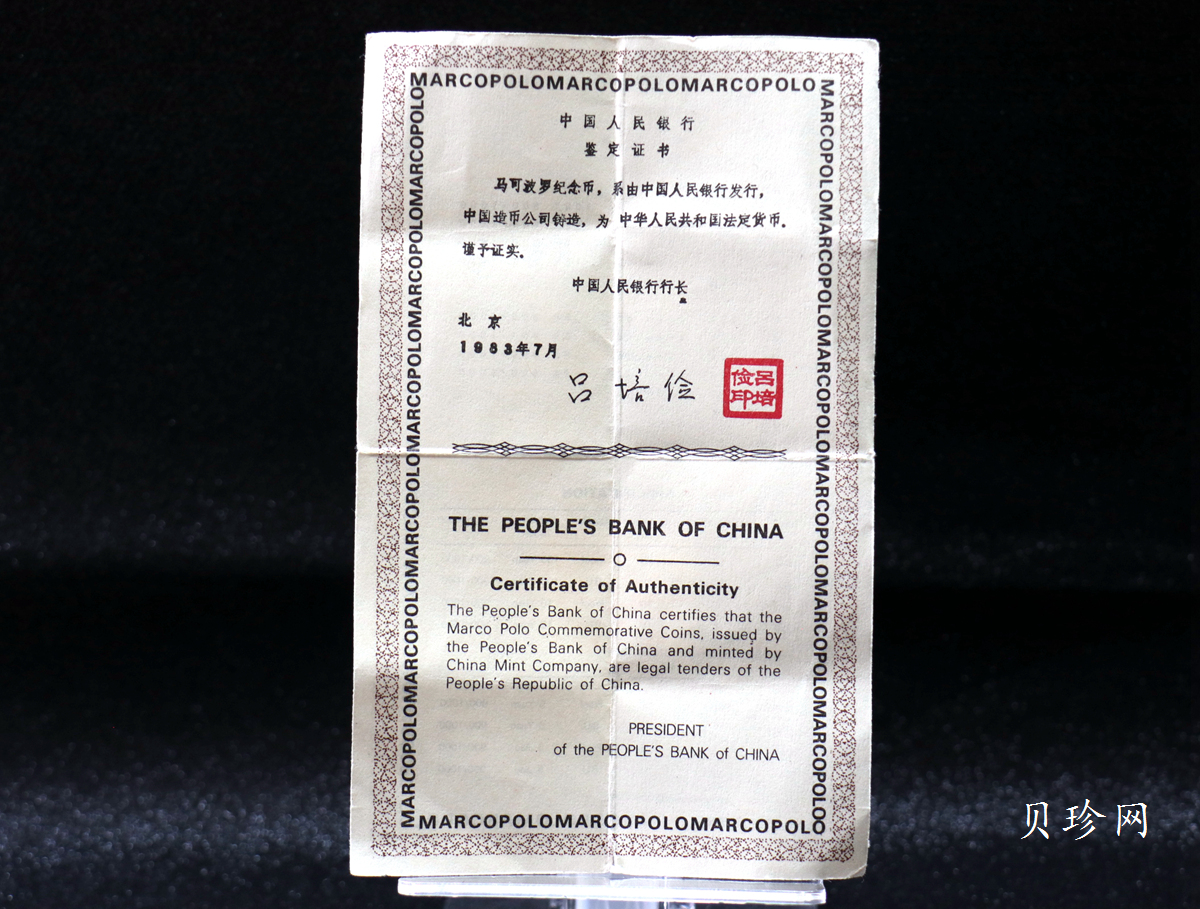 MARCOPOLOMARCOPOLOMARCOPOLO
MARCOPOLOMARCOPOLOMARCOPOLOMARCOPOLOMARCOPOLOMARCOPOLO
MARCOPOLOMARCOPOLOMARCOPOLOMARCOPOLOMARCOPOLOMARCOPOLO
中国人民银行
鉴定证书
马可波罗纪念币，系由中国人民银行发行，
中国造币公司铸造，为 中华人民共和国法定货币．
谨予证实．
中国人民银行行长
北 京
1983年7月
吕培俭
吕培
俭印
THE PEOPLE'S BANK OF CHINA
Certificate of Authenticity
The People's Bank of China certifies that the
Marco Polo Commemorative Coins, issued by
the People's Bank of China and minted by
China Mint Company, are legal tenders of the
People's Republic of China.
PRESIDENT
of the PEOPLE'S BANK of CHINA
MARCOPOLOMARCOPOLOMARCOPOLO
贝珍网